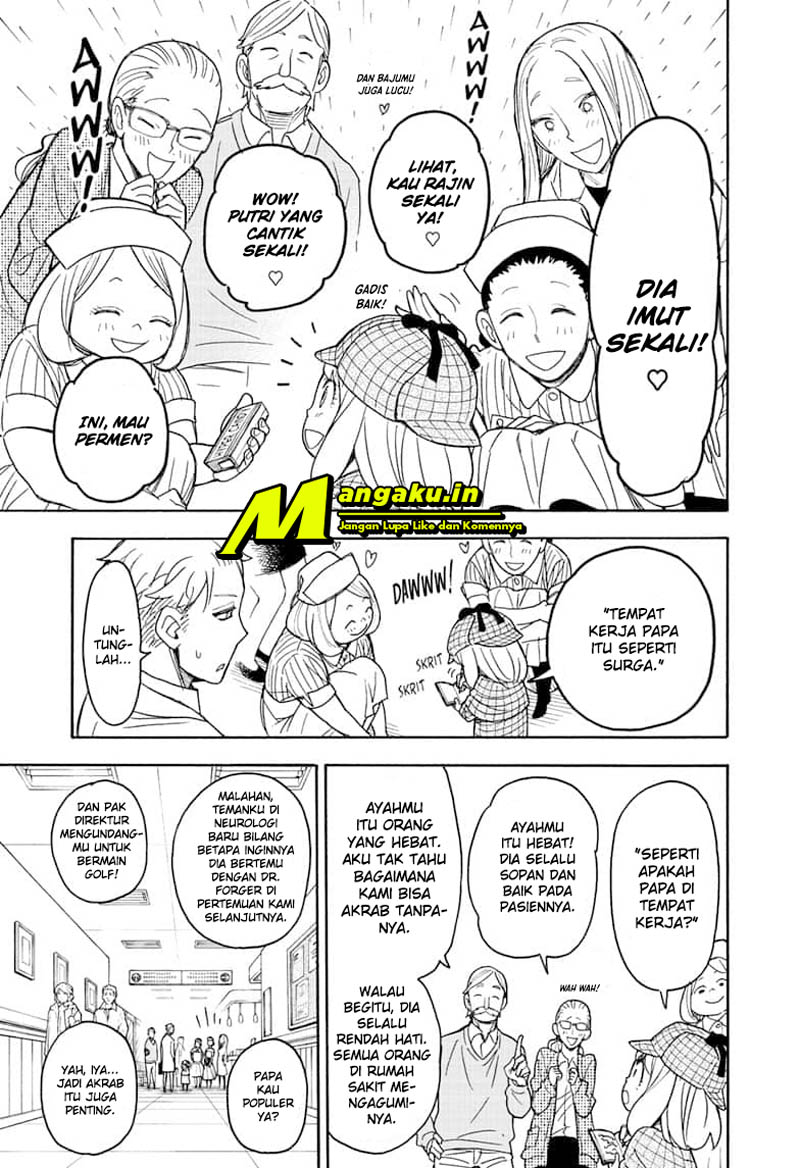 AWWW!
DIA
IMUT
SEKALI!
LIHAT,
KAU RAJIN
SEKALI
YA!
DAN BAJUMU
JUGA LUCU!
AWWW!
WOW!
PUTRI YANG
CANTIK
SEKALI!
GADIS
BAIK!
INI, MAU
PERMEN?
Mangaku.in
Jangan Lupa Like dan Komennya
"TEMPAT
KERJA PAPA
ITU SEPERTI
SURGA."
SKRIT
SKRIT
DAWWW!
UN-
TUNG-
LAH...
"SEPERTI
APAKAH
PAPA DI
TEMPAT
KERJA?"
AYAHMU
ITU HEBAT!
DIA SELALU
SOPAN DAN
BAIK PADA
PASIENNYA.
AYAHMU
ITU ORANG
YANG HEBAT.
AKU TAK TAHU
BAGAIMANA
KAMI BISA
AKRAB TANPA-
NYA.
WAH WAH!
WALAU
BEGITU, DIA
SELALU
RENDAH HATI.
SEMUA ORANG
DI RUMAH
SAKIT ME-
NGAGUMI-
NYA.
MALAHAN,
TEMANKU DI
NEUROLOGI
BARU BILANG
BETAPA INGINNYA
DIA BERTEMU
DENGAN DR.
FORGER DI
PERTEMUAN KAMI
SELANJUTNYA.
DAN PAK
DIREKTUR
MENGUNDANG-
MU UNTUK
BERMAIN
GOLF!
PAPA
KAU
POPULER
YA?
YAH, IYA...
JADI AKRAB
ITU JUGA
PENTING.